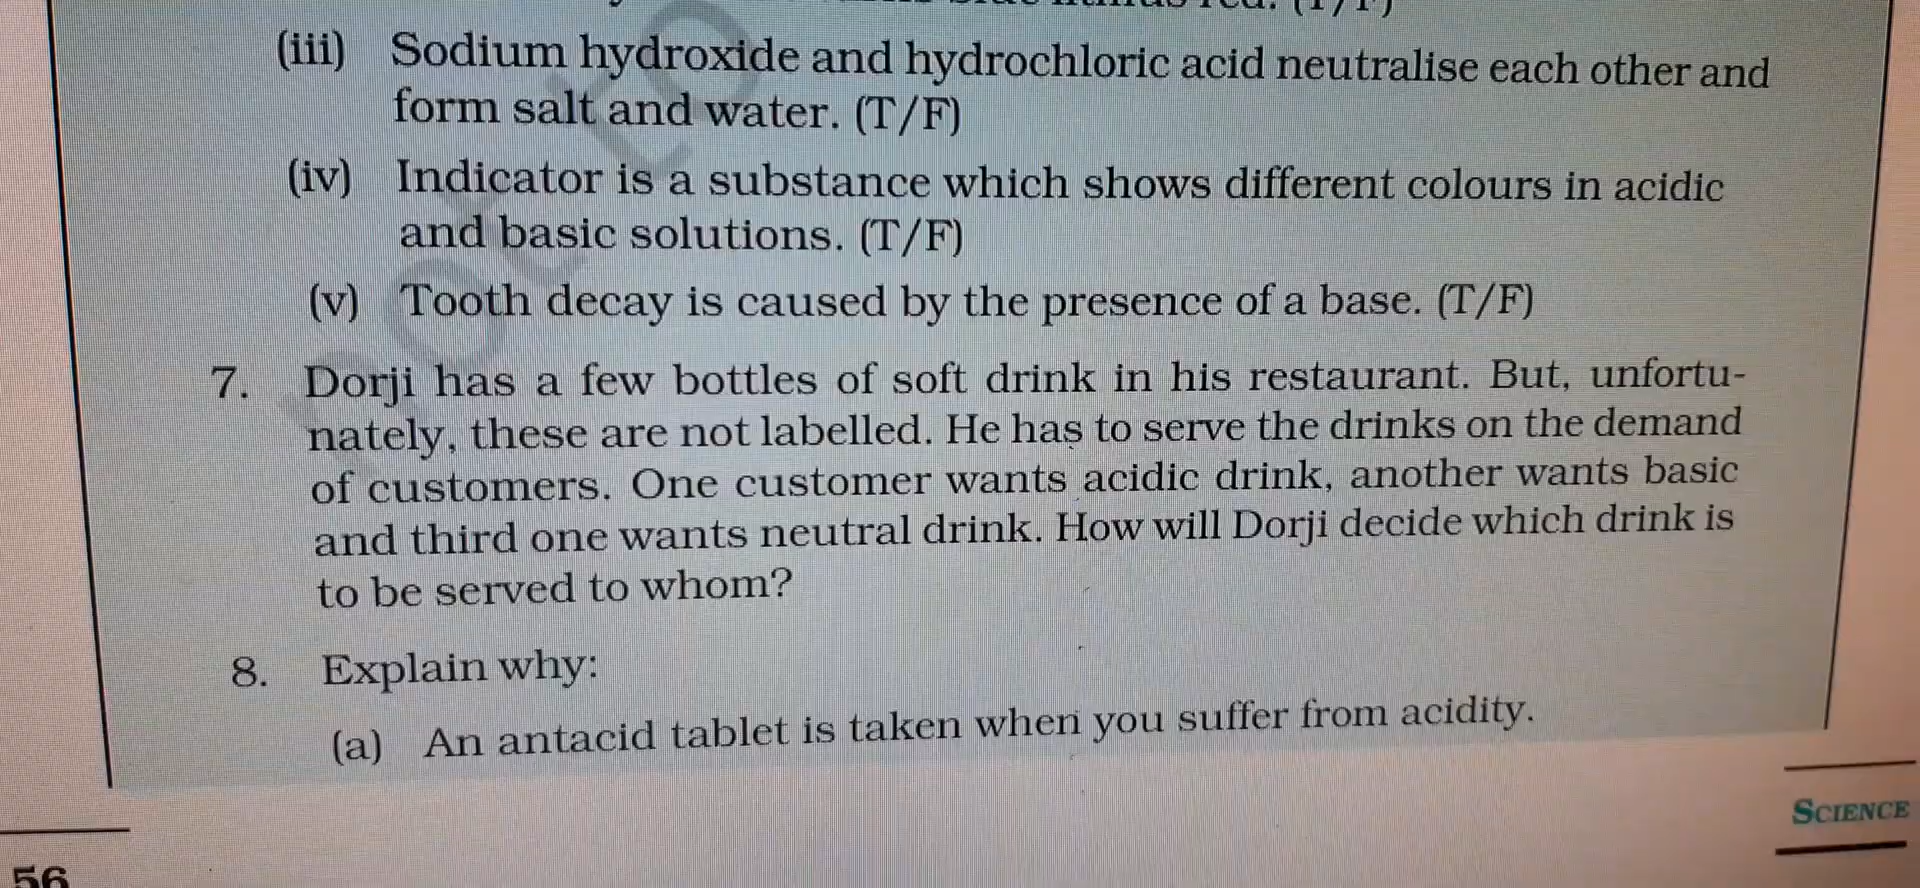 (iii) Sodium hydroxide and hydrochloric acid neutralise each other and
form salt and water. (T/F)
(iv) Indicator is a substance which shows different colours in acidic
and basic solutions. (T/F)
(v) Tooth decay is caused by the presence of a base. (T/F)
7. Dorji has a few bottles of soft drink in his restaurant. But, unfortu-
nately, these are not labelled. He has to serve the drinks on the demand
of customers. One customer wants acidic drink, another wants basic
and third one wants neutral drink. How will Dorji decide which drink is
to be served to whom?
8. Explain why:
(a) An antacid tablet is taken when you suffer from acidity.
SCIENCE
56